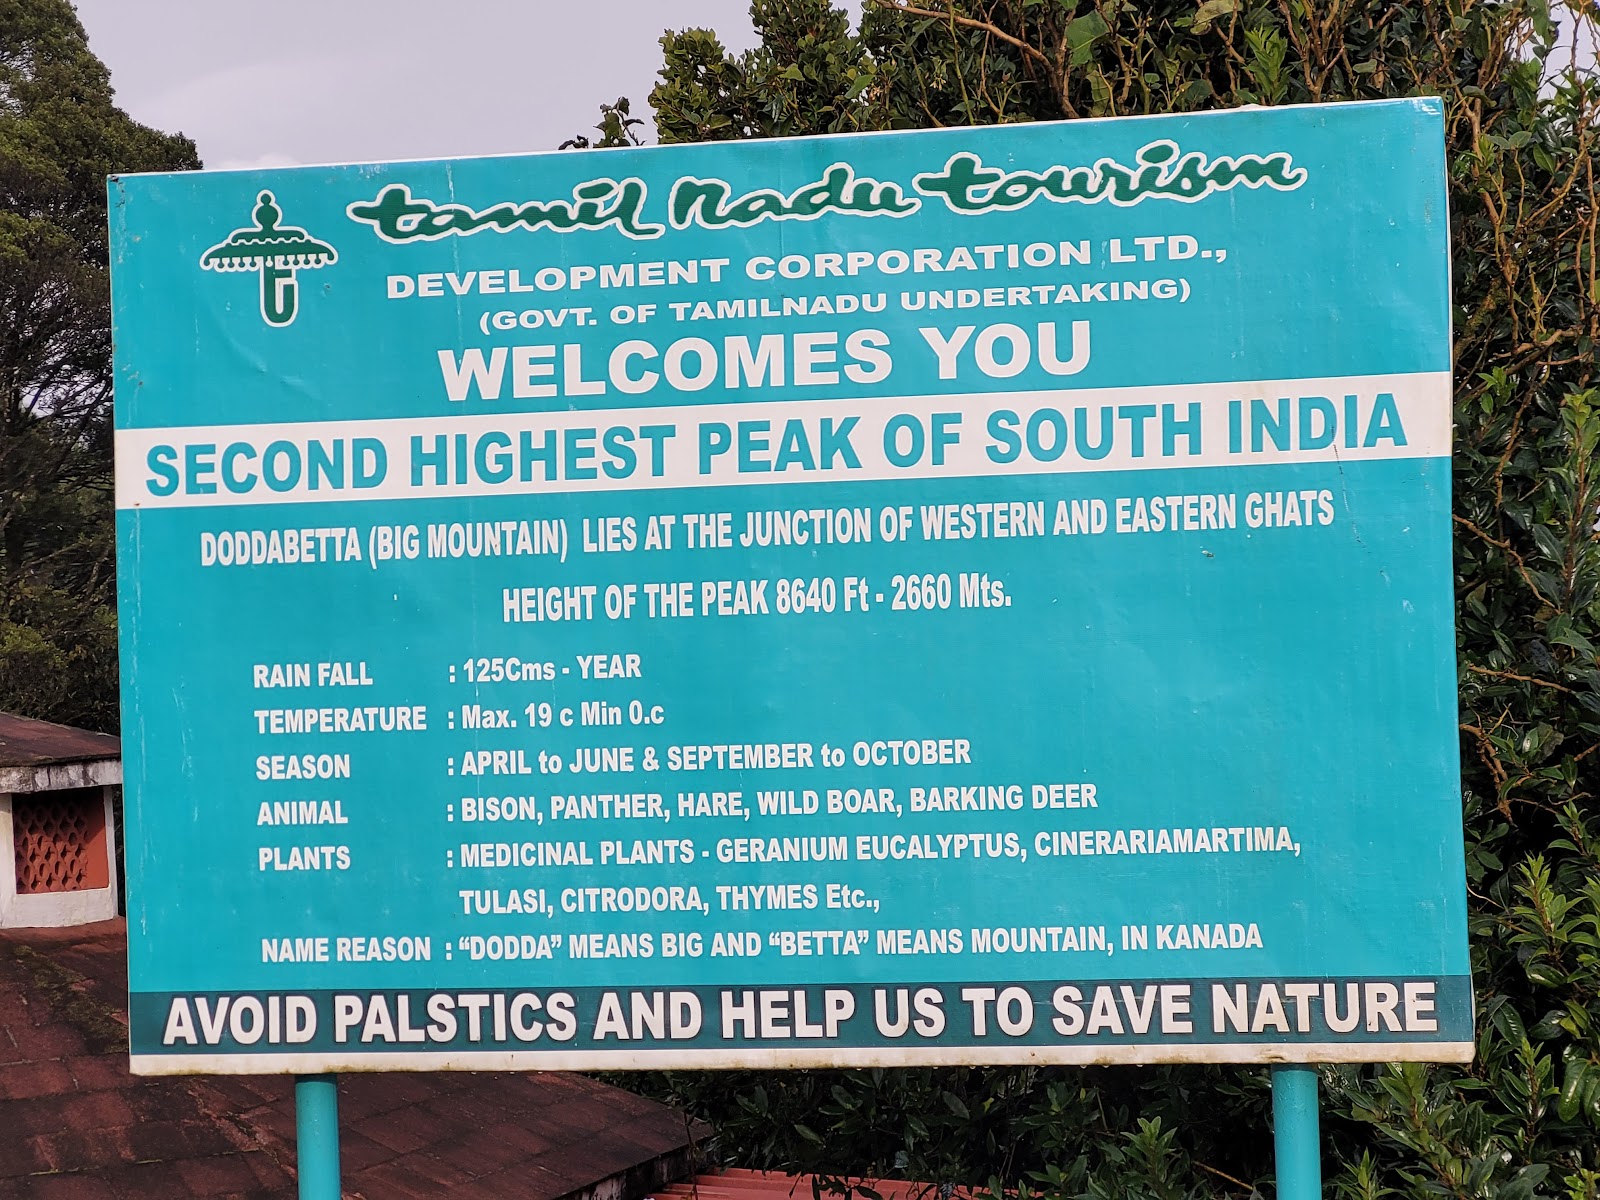 tamil nadu tourism
DEVELOPMENT CORPORATION LTD.,
(GOVT. OF TAMILNADU UNDERTAKING)
WELCOMES YOU
SECOND HIGHEST PEAK OF SOUTH INDIA
DODDABETTA (BIG MOUNTAIN) LIES AT THE JUNCTION OF WESTERN AND EASTERN GHATS
HEIGHT OF THE PEAK 8640 Ft - 2660 Mts.
RAIN FALL : 125Cms - YEAR
TEMPERATURE : Max. 19 c Min 0.c
SEASON : APRIL to JUNE & SEPTEMBER to OCTOBER
ANIMAL : BISON, PANTHER, HARE, WILD BOAR, BARKING DEER
PLANTS : MEDICINAL PLANTS - GERANIUM EUCALYPTUS, CINERARIAMARTIMA,
TULASI, CITRODORA, THYMES Etc.,
NAME REASON : “DODDA” MEANS BIG AND “BETTA” MEANS MOUNTAIN, IN KANADA
AVOID PALSTICS AND HELP US TO SAVE NATURE